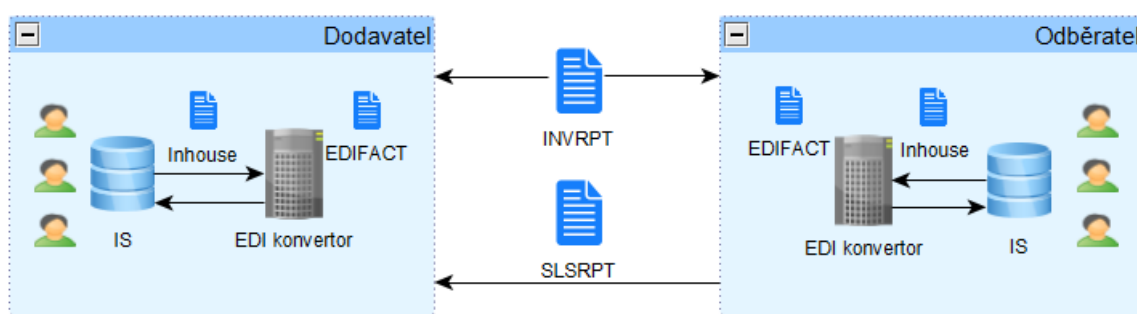 Dodavatel
Inhouse
EDIFACT
IS
EDI konvertor
INVRPT
SLSRPT
Odběratel
EDIFACT
Inhouse
EDI konvertor
IS